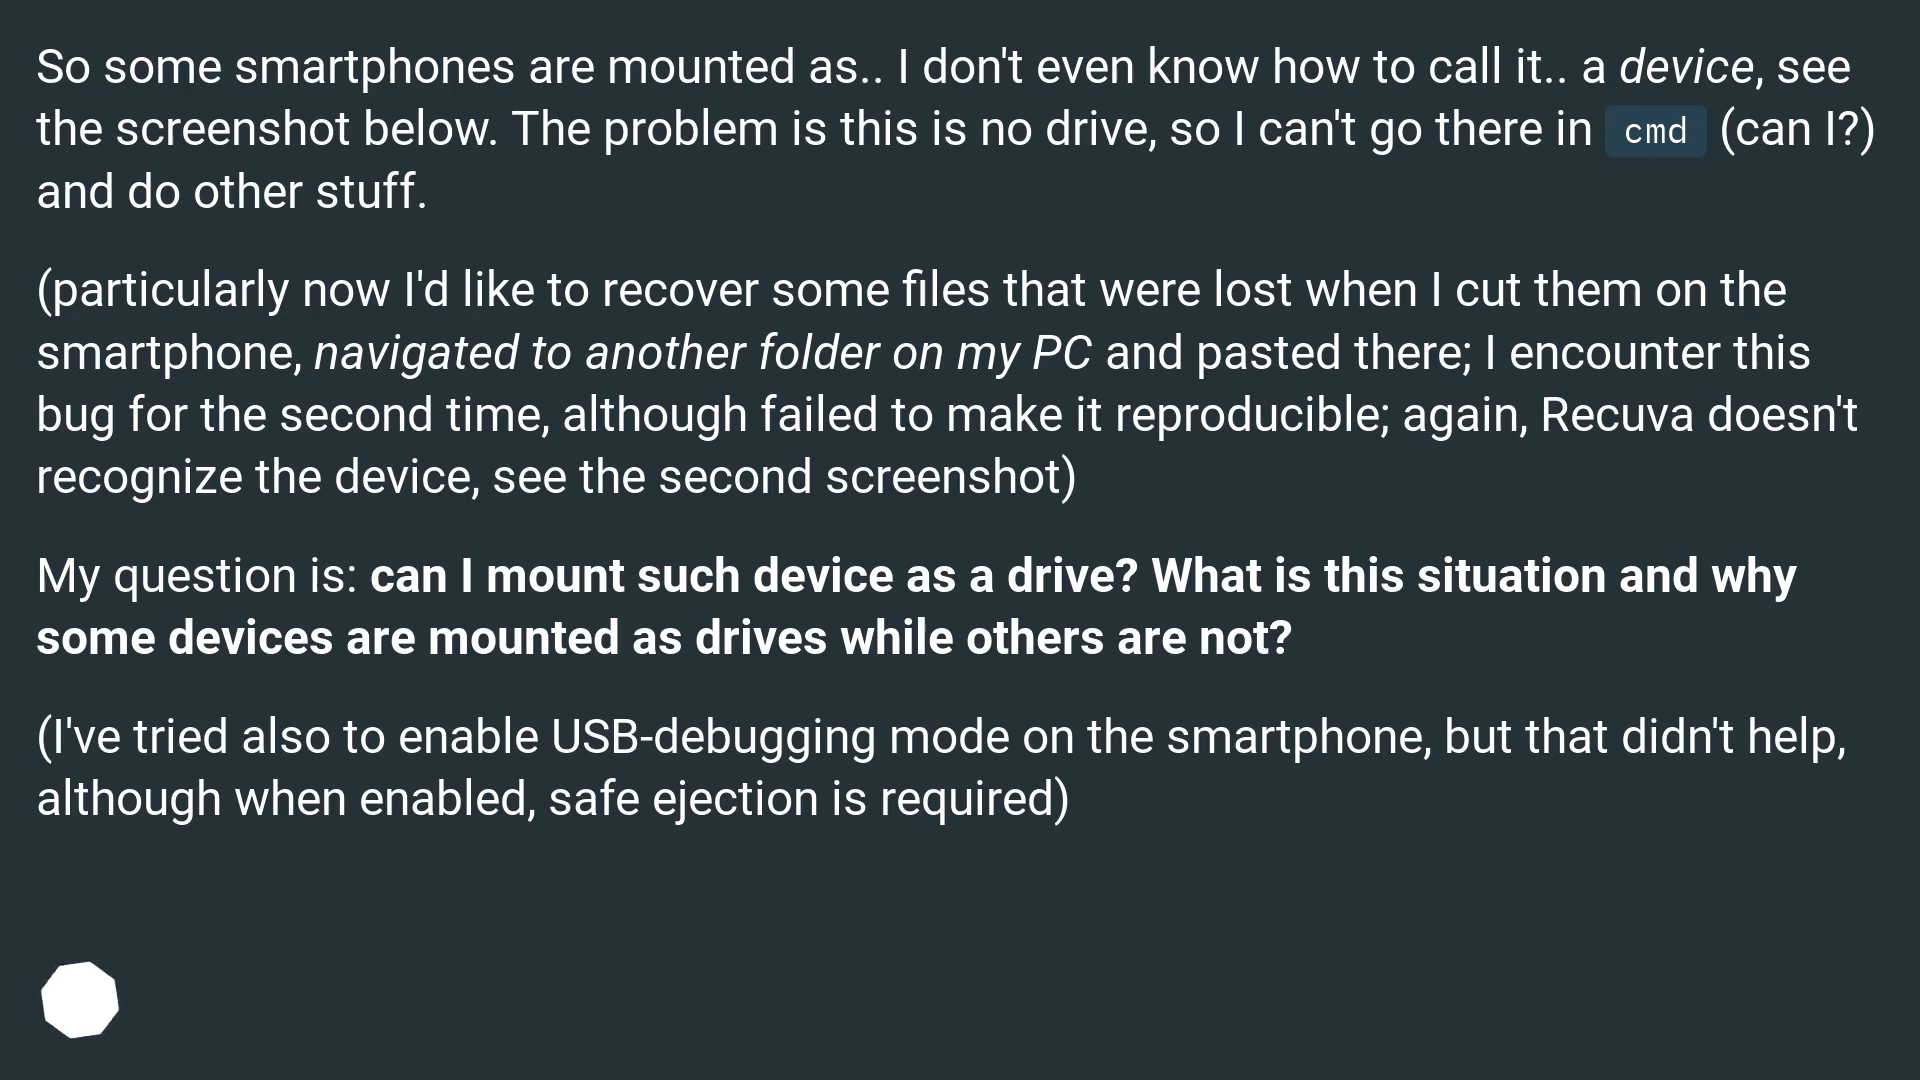 So some smartphones are mounted as.. I don't even know how to call it.. a device, see
the screenshot below. The problem is this is no drive, so I can't go there in cmd (can I?)
and do other stuff.
(particularly now I'd like to recover some files that were lost when I cut them on the
smartphone, navigated to another folder on my PC and pasted there; I encounter this
bug for the second time, although failed to make it reproducible; again, Recuva doesn't
recognize the device, see the second screenshot)
My question is: can I mount such device as a drive? What is this situation and why
some devices are mounted as drives while others are not?
(I've tried also to enable USB-debugging mode on the smartphone, but that didn't help,
although when enabled, safe ejection is required)